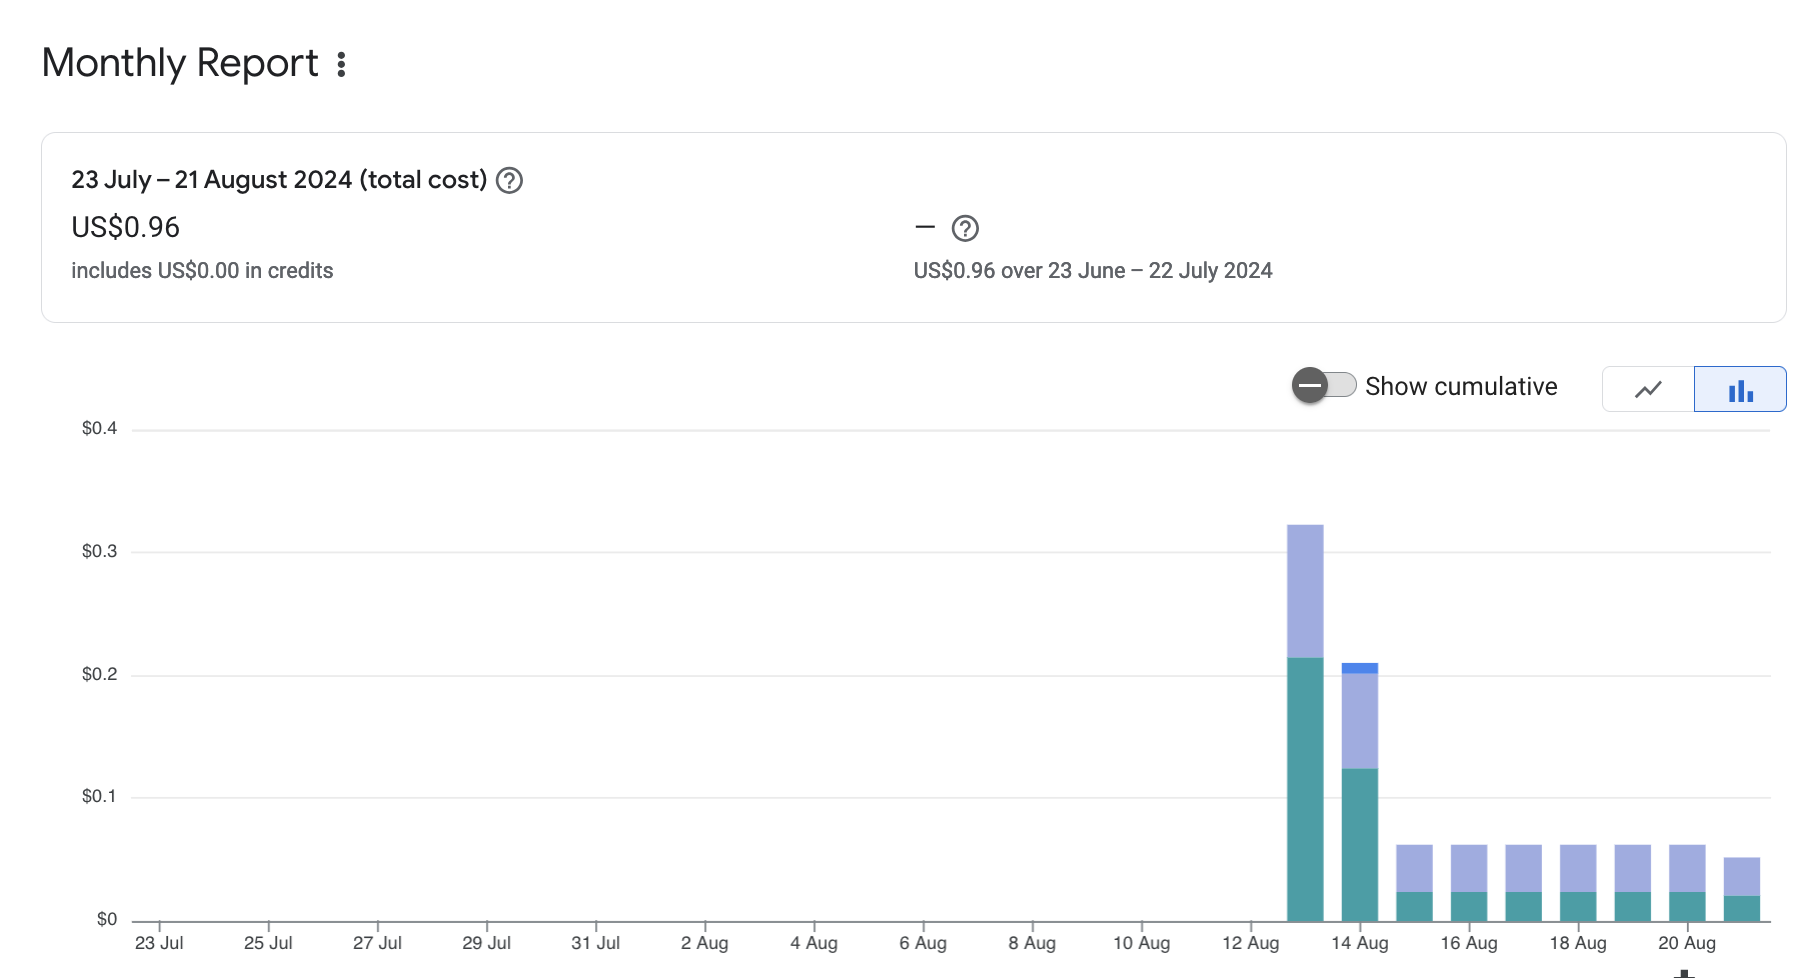 Monthly Report
23 July – 21 August 2024 (total cost)
US$0.96
includes US$0.00 in credits
—
US$0.96 over 23 June – 22 July 2024
Show cumulative
$0.4
$0.3
$0.2
$0.1
$0
23 Jul 25 Jul 27 Jul 29 Jul 31 Jul 2 Aug 4 Aug 6 Aug 8 Aug 10 Aug 12 Aug 14 Aug 16 Aug 18 Aug 20 Aug